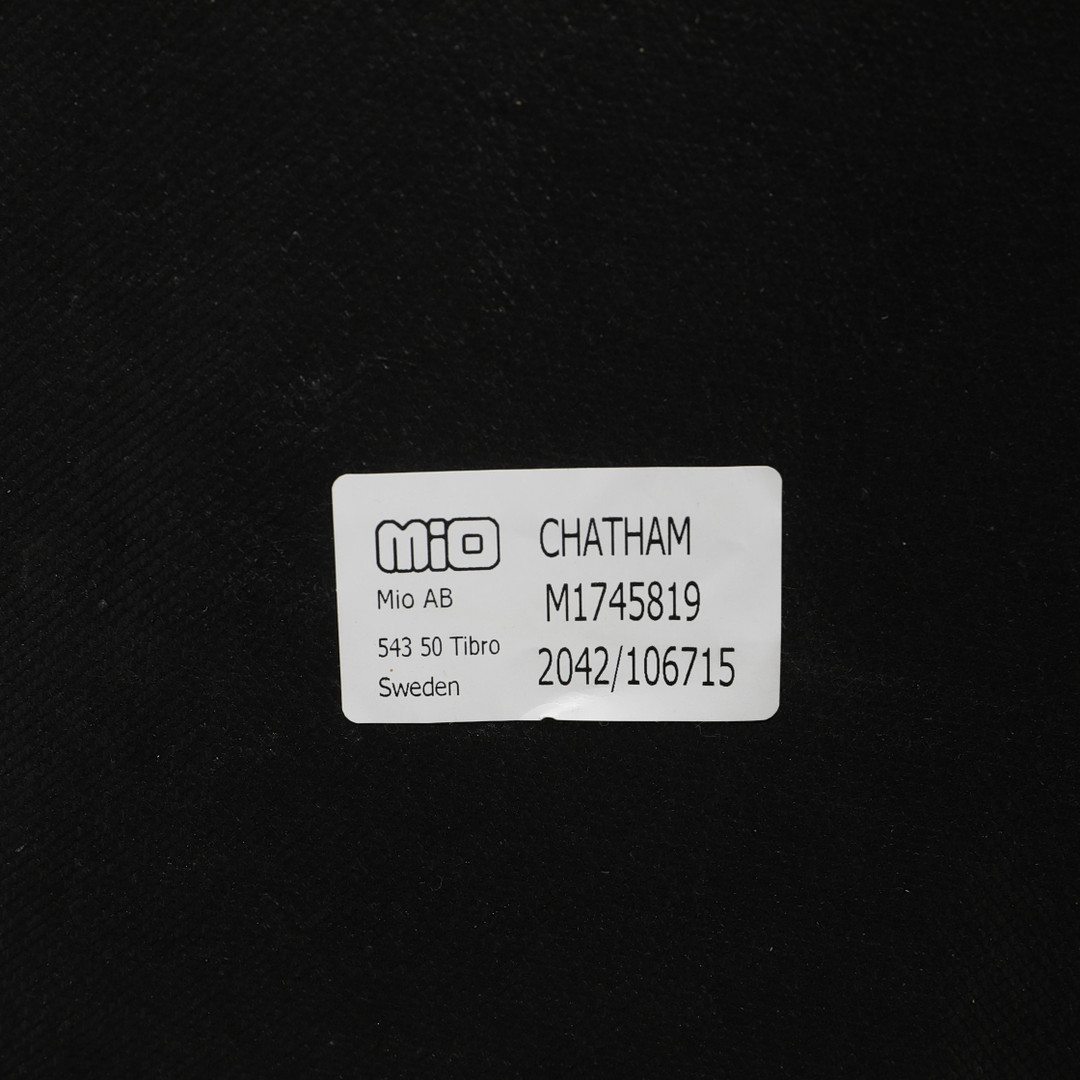 mio
Mio AB
543 50 Tibro
Sweden
CHATHAM
M1745819
2042/106715